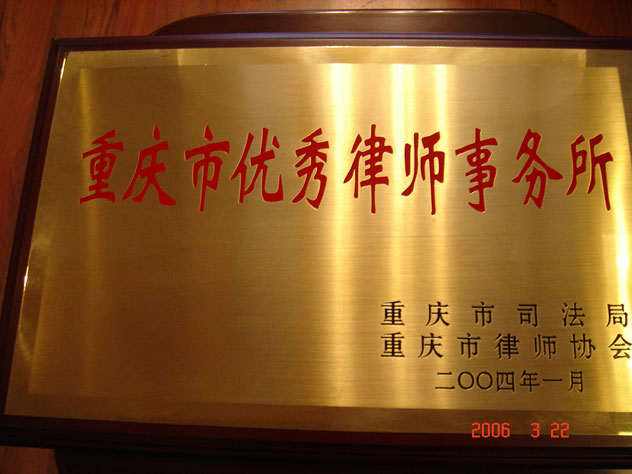 重庆市优秀律师事务所
重庆市司法局
重庆市律师协会
二〇〇四年一月
2006 3 22